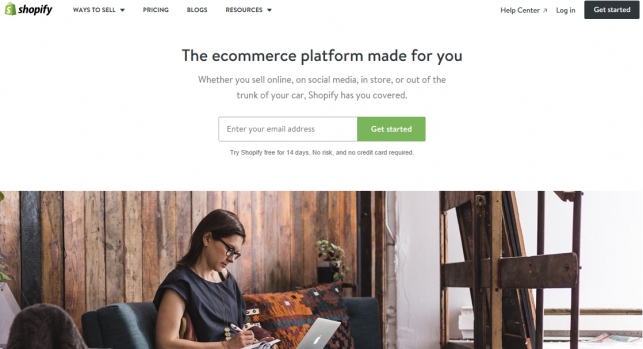 shopify
WAYS TO SELL PRICING BLOGS RESOURCES Help Center Log in Get started
The ecommerce platform made for you
Whether you sell online, on social media, in store, or out of the
trunk of your car, Shopify has you covered.
Enter your email address Get started
Try Shopify free for 14 days. No risk, and no credit card required.